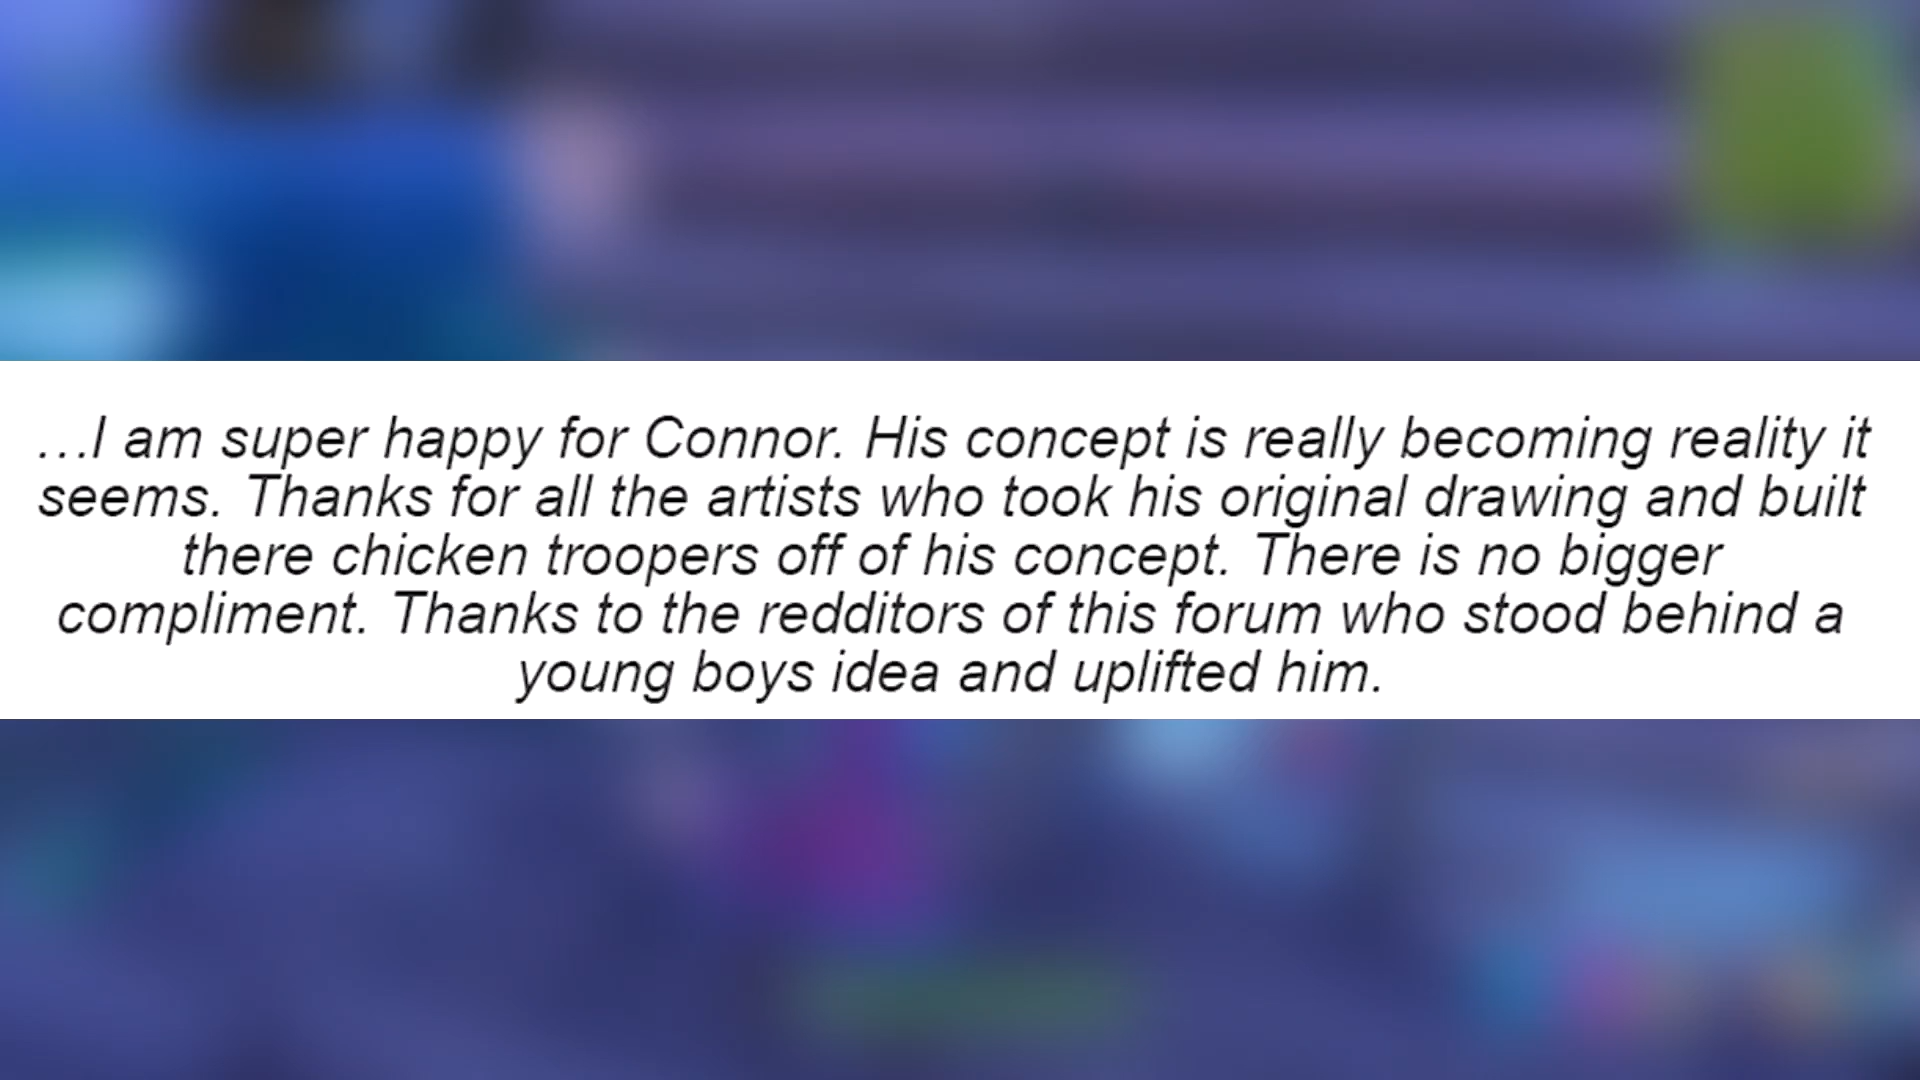 …I am super happy for Connor. His concept is really becoming reality it
seems. Thanks for all the artists who took his original drawing and built
there chicken troopers off of his concept. There is no bigger
compliment. Thanks to the redditors of this forum who stood behind a
young boys idea and uplifted him.